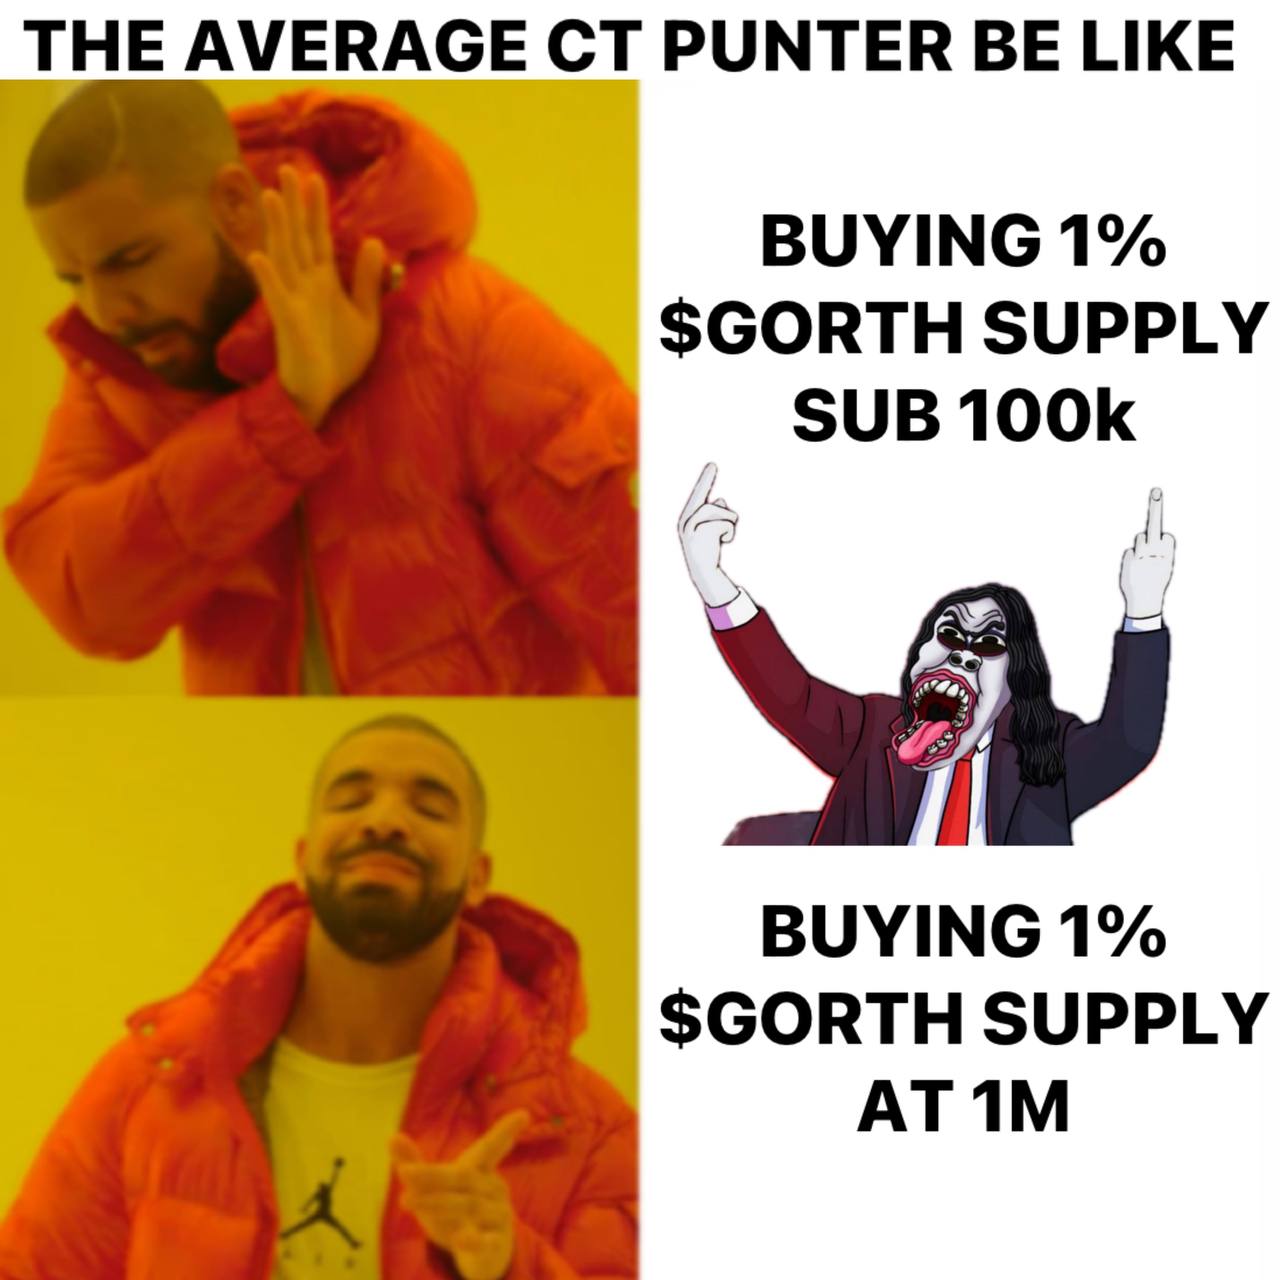 THE AVERAGE CT PUNTER BE LIKE
BUYING 1%
$GORTH SUPPLY
SUB 100k
BUYING 1%
$GORTH SUPPLY
AT 1M